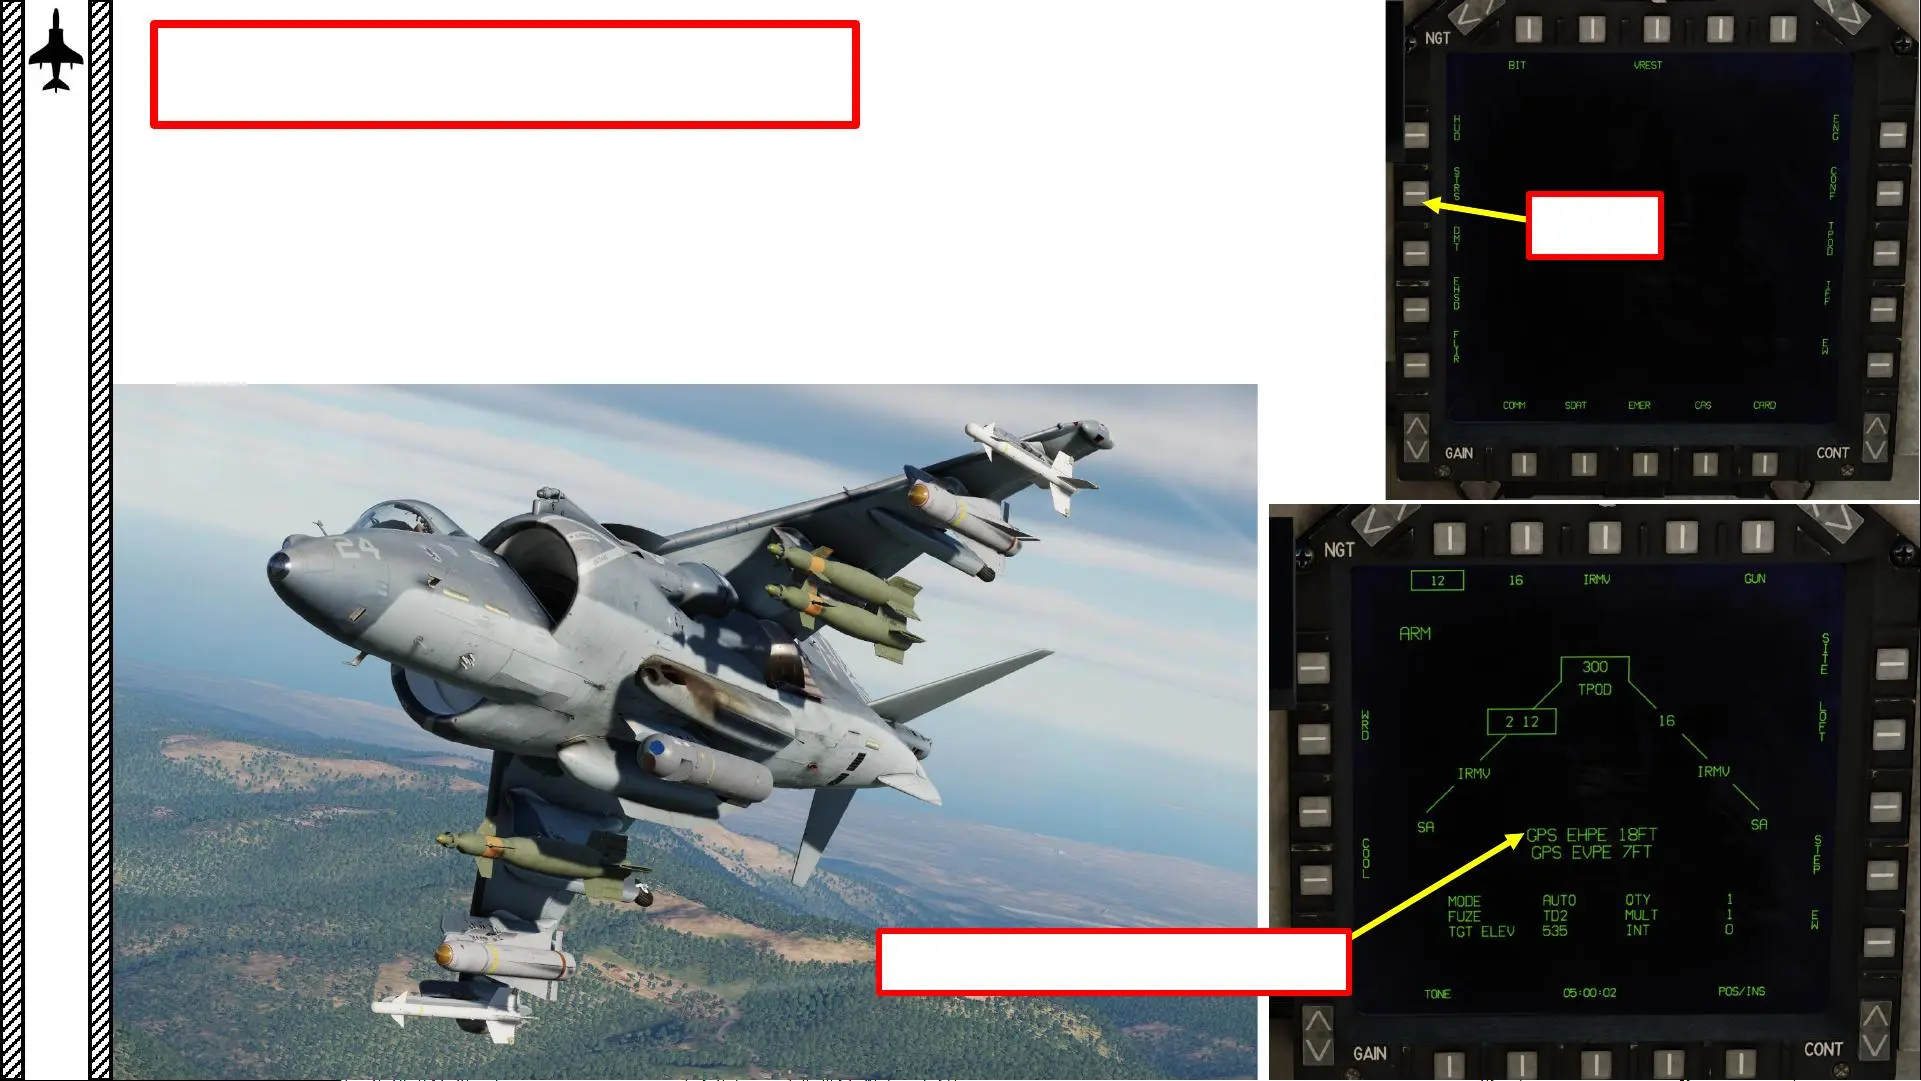 NGT
BIT VREST
HUD
STRS
DMT
EHSD
FLIR
ENG
CONF
TPOD
IFF
EW
COMM SDAT EMER CAS CARD
GAIN CONT
24
NGT
12 16 IRMV GUN
ARM
300
TPOD
2 12 16
IRMV IRMV
SA SA
WRD
COOL
SITE
LOFT
STEP
EW
GPS EHPE 18FT
GPS EVPE 7FT
MODE AUTO QTY 1
FUZE TD2 MULT 1
TGT ELEV 535 INT 0
TONE 05:00:02 POS/INS
GAIN CONT